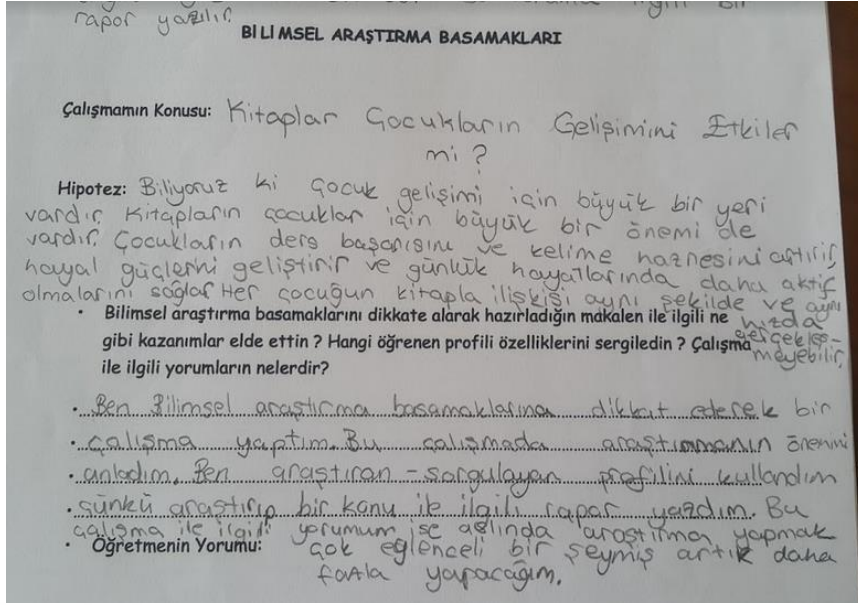 rapor yazılır.
BİLİMSEL ARAŞTIRMA BASAMAKLARI
Çalışmamın Konusu: Kitaplar Çocukların Gelişimini Etkiler
mi ?
Hipotez: Biliyoruz ki çocuk gelişimi için büyük bir yeri
vardır. Kitapların çocuklar için büyük bir önemi de
vardır. Çocukların ders başarısını ve kelime haznesini artırır,
hayal güçlerini geliştirir ve günlük hayatlarında daha aktif
olmalarını sağlar Her çocuğun kitapla ilişkisi aynı şekilde ve aynı
hızda
gerçekleş-
meyebilir.
• Bilimsel araştırma basamaklarını dikkate alarak hazırladığın makalen ile ilgili ne
gibi kazanımlar elde ettin ? Hangi öğrenen profili özelliklerini sergiledin ? Çalışma
ile ilgili yorumların nelerdir?
• Ben Bilimsel araştırma basamaklarına dikkat ederek bir
• çalışma yaptım. Bu çalışmada araştırmanın önemini
• anladım. Ben araştıran - sorgulayan profilini kullandım
• çünkü araştırıp bir konu ile ilgili rapor yazdım. Bu
çalışma ile ilgili yorumum ise aslında araştırma yapmak
• Öğretmenin Yorumu: çok eğlenceli bir şeymiş artık daha
fazla yapacağım.